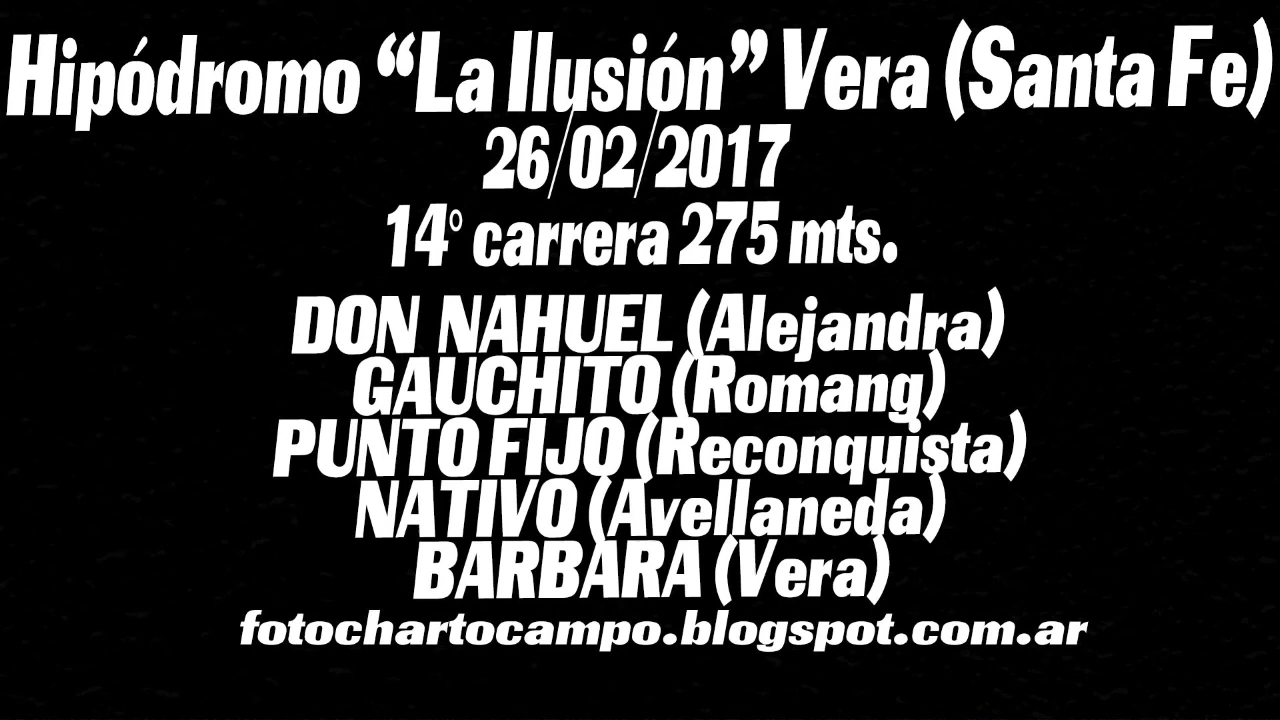 Hipódromo “La Ilusión” Vera (Santa Fe)
26/02/2017
14° carrera 275 mts.
DON NAHUEL (Alejandra)
GAUCHITO (Romang)
PUNTO FIJO (Reconquista)
NATIVO (Avellaneda)
BARBARA (Vera)
fotochartocampo.blogspot.com.ar